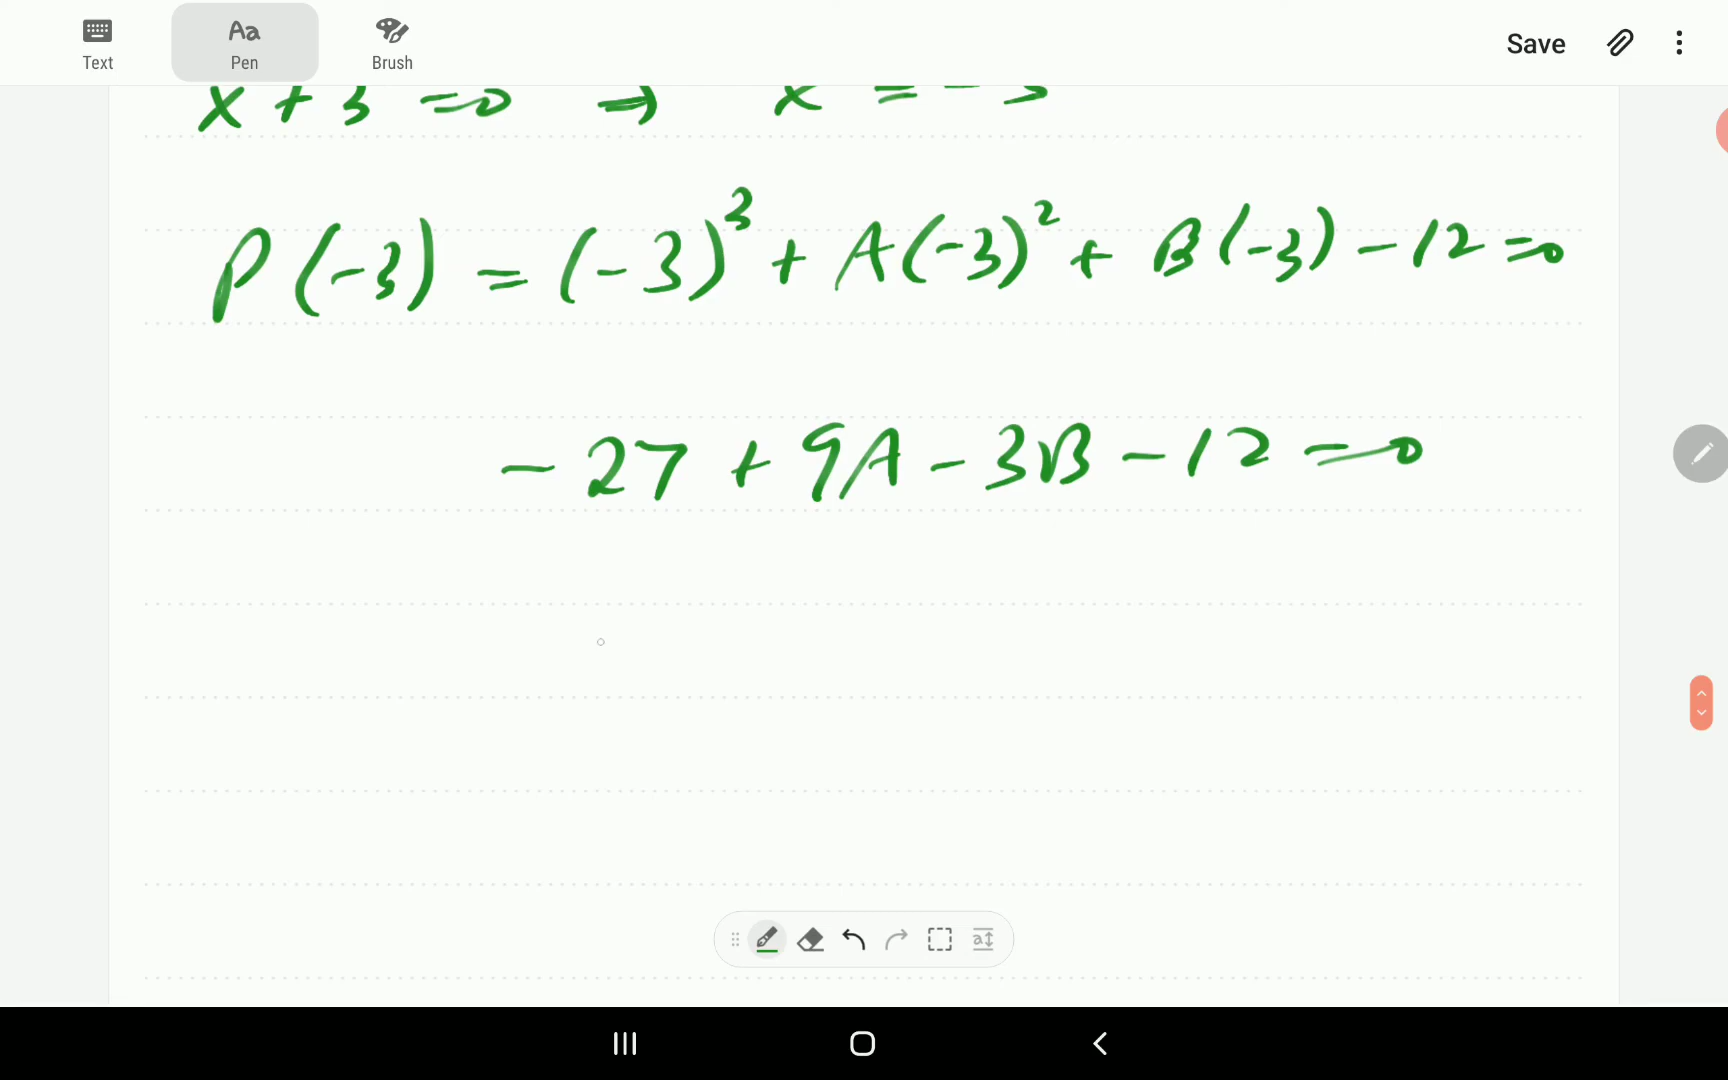 Text Pen Brush Save
x + 3 = 0 ⇒ x = -3
P(-3) = (-3)³ + A(-3)² + B(-3) - 12 = 0
- 27 + 9A - 3B - 12 = 0